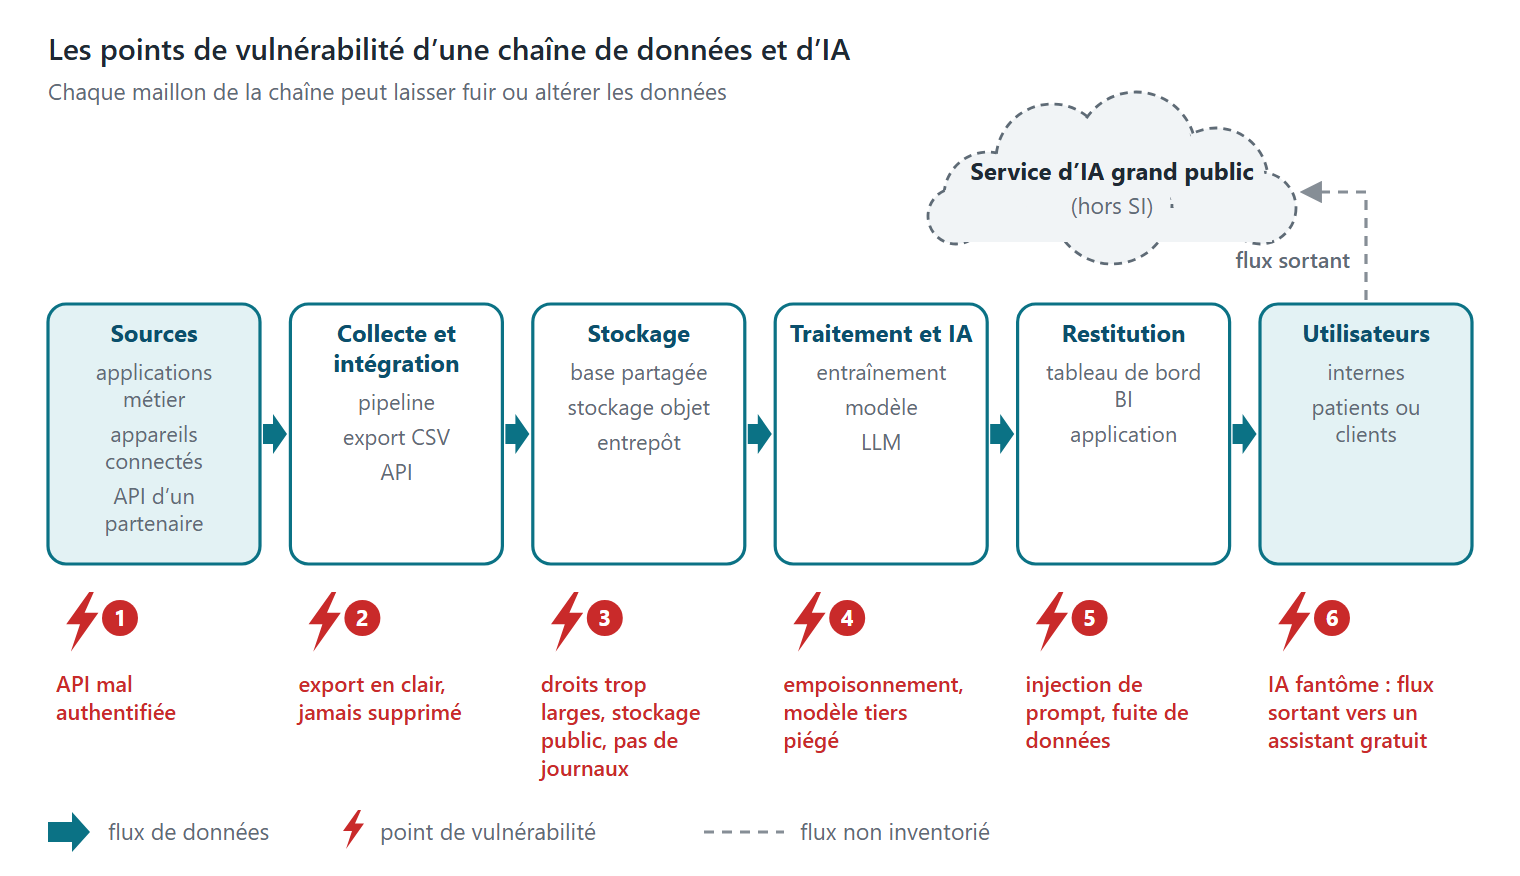 Les points de vulnérabilité d’une chaîne de données et d’IA
Chaque maillon de la chaîne peut laisser fuir ou altérer les données
Service d’IA grand public
(hors SI)
flux sortant
Sources
applications
métier
appareils
connectés
API d’un
partenaire
Collecte et
intégration
pipeline
export CSV
API
Stockage
base partagée
stockage objet
entrepôt
Traitement et IA
entraînement
modèle
LLM
Restitution
tableau de bord
BI
application
Utilisateurs
internes
patients ou
clients
1
API mal
authentifiée
2
export en clair,
jamais supprimé
3
droits trop
larges, stockage
public, pas de
journaux
4
empoisonnement,
modèle tiers
piégé
5
injection de
prompt, fuite de
données
6
IA fantôme : flux
sortant vers un
assistant gratuit
flux de données
point de vulnérabilité
flux non inventorié